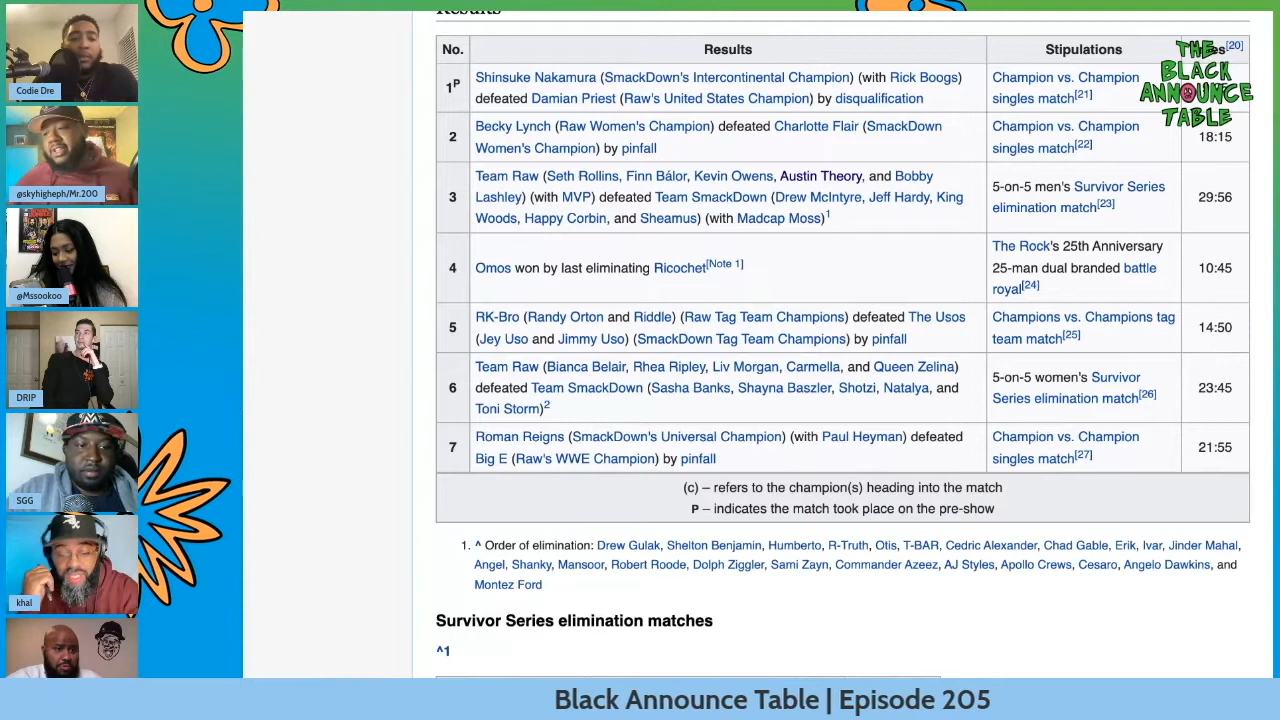 Results
No.
Results
Stipulations
es[20]
THE
BLACK
ANNOUNCE
TABLE
1P
Shinsuke Nakamura (SmackDown's Intercontinental Champion) (with Rick Boogs)
defeated Damian Priest (Raw's United States Champion) by disqualification
Champion vs. Champion
singles match[21]
2
Becky Lynch (Raw Women's Champion) defeated Charlotte Flair (SmackDown
Women's Champion) by pinfall
Champion vs. Champion
singles match[22]
18:15
3
Team Raw (Seth Rollins, Finn Bálor, Kevin Owens, Austin Theory, and Bobby
Lashley) (with MVP) defeated Team SmackDown (Drew McIntyre, Jeff Hardy, King
Woods, Happy Corbin, and Sheamus) (with Madcap Moss)1
5-on-5 men's Survivor Series
elimination match[23]
29:56
4
Omos won by last eliminating Ricochet[Note 1]
The Rock's 25th Anniversary
25-man dual branded battle
royal[24]
10:45
5
RK-Bro (Randy Orton and Riddle) (Raw Tag Team Champions) defeated The Usos
(Jey Uso and Jimmy Uso) (SmackDown Tag Team Champions) by pinfall
Champions vs. Champions tag
team match[25]
14:50
6
Team Raw (Bianca Belair, Rhea Ripley, Liv Morgan, Carmella, and Queen Zelina)
defeated Team SmackDown (Sasha Banks, Shayna Baszler, Shotzi, Natalya, and
Toni Storm)2
5-on-5 women's Survivor
Series elimination match[26]
23:45
7
Roman Reigns (SmackDown's Universal Champion) (with Paul Heyman) defeated
Big E (Raw's WWE Champion) by pinfall
Champion vs. Champion
singles match[27]
21:55
(c) – refers to the champion(s) heading into the match
P – indicates the match took place on the pre-show
1. ^ Order of elimination: Drew Gulak, Shelton Benjamin, Humberto, R-Truth, Otis, T-BAR, Cedric Alexander, Chad Gable, Erik, Ivar, Jinder Mahal,
Angel, Shanky, Mansoor, Robert Roode, Dolph Ziggler, Sami Zayn, Commander Azeez, AJ Styles, Apollo Crews, Cesaro, Angelo Dawkins, and
Montez Ford
Survivor Series elimination matches
^1
Codie Dre
@skyhigheph/Mr.200
@Mssookoo
DRIP
SGG
khal
Black Announce Table | Episode 205